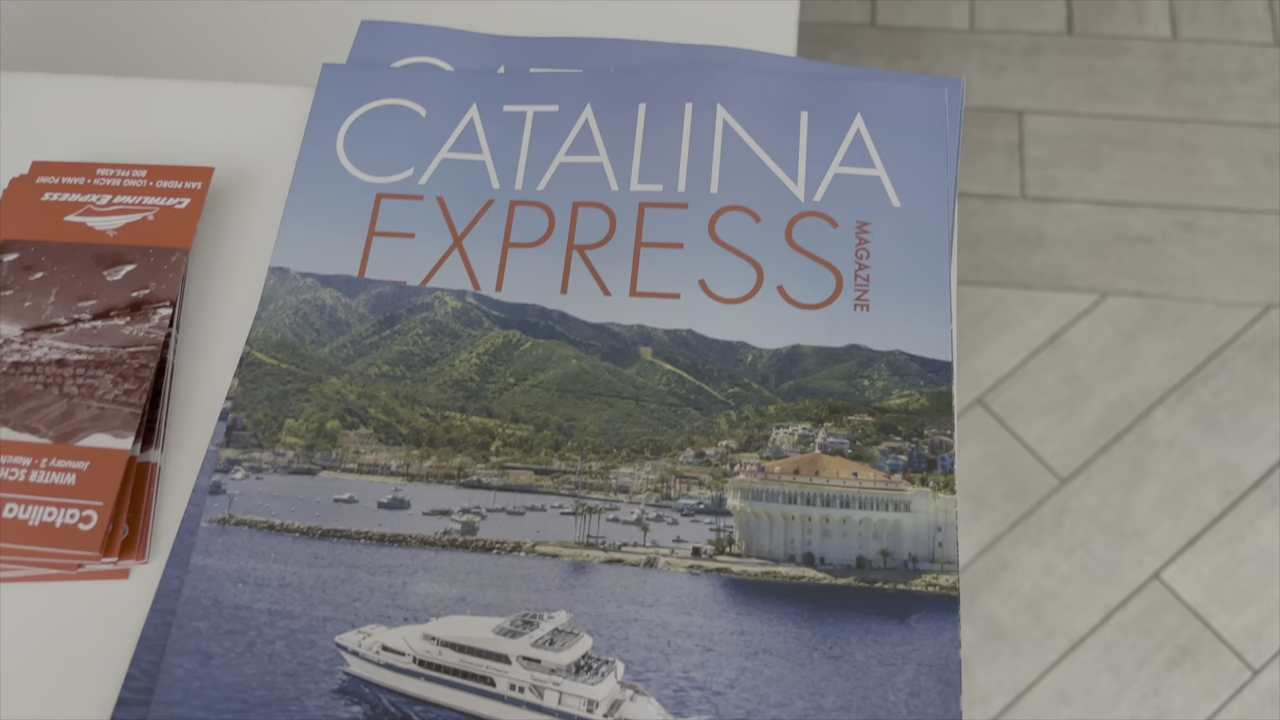 CATALINA
EXPRESS
MAGAZINE
SAN PEDRO • LONG BEACH • DANA POINT
800.995.4386
CATALINA EXPRESS
WINTER SCH
January 2 - March
Catalina